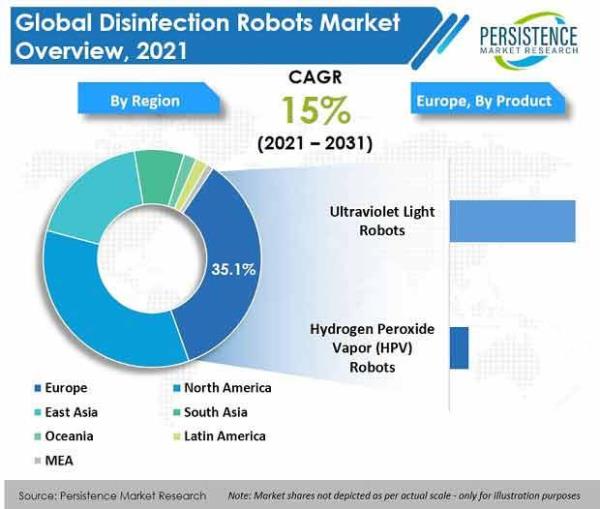 Global Disinfection Robots Market
Overview, 2021
PERSISTENCE
MARKET RESEARCH
By Region
CAGR
15%
(2021 – 2031)
Europe, By Product
35.1%
Ultraviolet Light
Robots
Hydrogen Peroxide
Vapor (HPV)
Robots
Europe
North America
East Asia
South Asia
Oceania
Latin America
MEA
Source: Persistence Market Research
Note: Market shares not depicted as per actual scale - only for illustration purposes